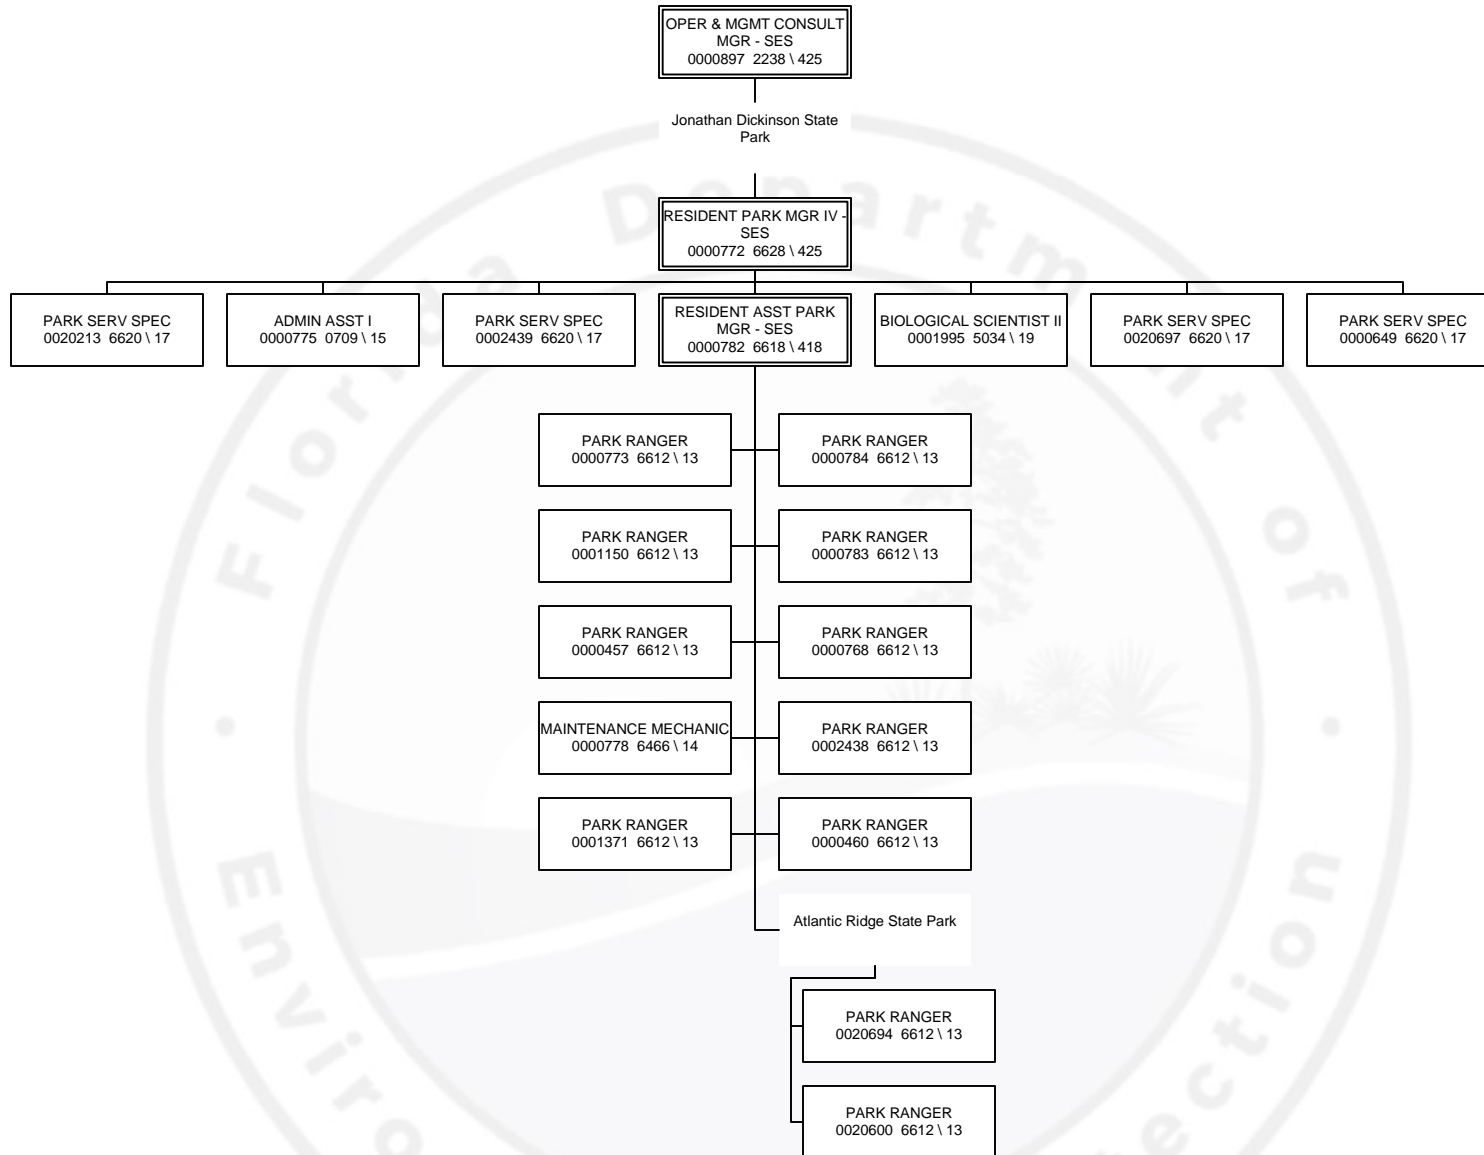 OPER & MGMT CONSULT
MGR - SES
0000897 2238 \ 425
Jonathan Dickinson State
Park
RESIDENT PARK MGR IV -
SES
0000772 6628 \ 425
PARK SERV SPEC
0020213 6620 \ 17
ADMIN ASST I
0000775 0709 \ 15
PARK SERV SPEC
0002439 6620 \ 17
RESIDENT ASST PARK
MGR - SES
0000782 6618 \ 418
BIOLOGICAL SCIENTIST II
0001995 5034 \ 19
PARK SERV SPEC
0020697 6620 \ 17
PARK SERV SPEC
0000649 6620 \ 17
PARK RANGER
0000773 6612 \ 13
PARK RANGER
0000784 6612 \ 13
PARK RANGER
0001150 6612 \ 13
PARK RANGER
0000783 6612 \ 13
PARK RANGER
0000457 6612 \ 13
PARK RANGER
0000768 6612 \ 13
MAINTENANCE MECHANIC
0000778 6466 \ 14
PARK RANGER
0002438 6612 \ 13
PARK RANGER
0001371 6612 \ 13
PARK RANGER
0000460 6612 \ 13
Atlantic Ridge State Park
PARK RANGER
0020694 6612 \ 13
PARK RANGER
0020600 6612 \ 13
Florida Department of